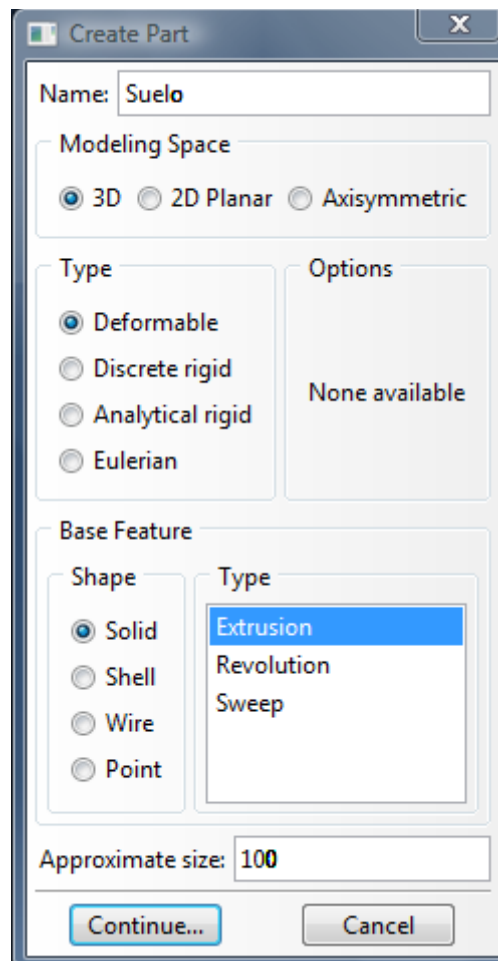 Create Part
Name: Suelo
Modeling Space
3D 2D Planar Axisymmetric
Type
Deformable
Discrete rigid
Analytical rigid
Eulerian
Options
None available
Base Feature
Shape
Solid
Shell
Wire
Point
Type
Extrusion
Revolution
Sweep
Approximate size: 100
Continue... Cancel